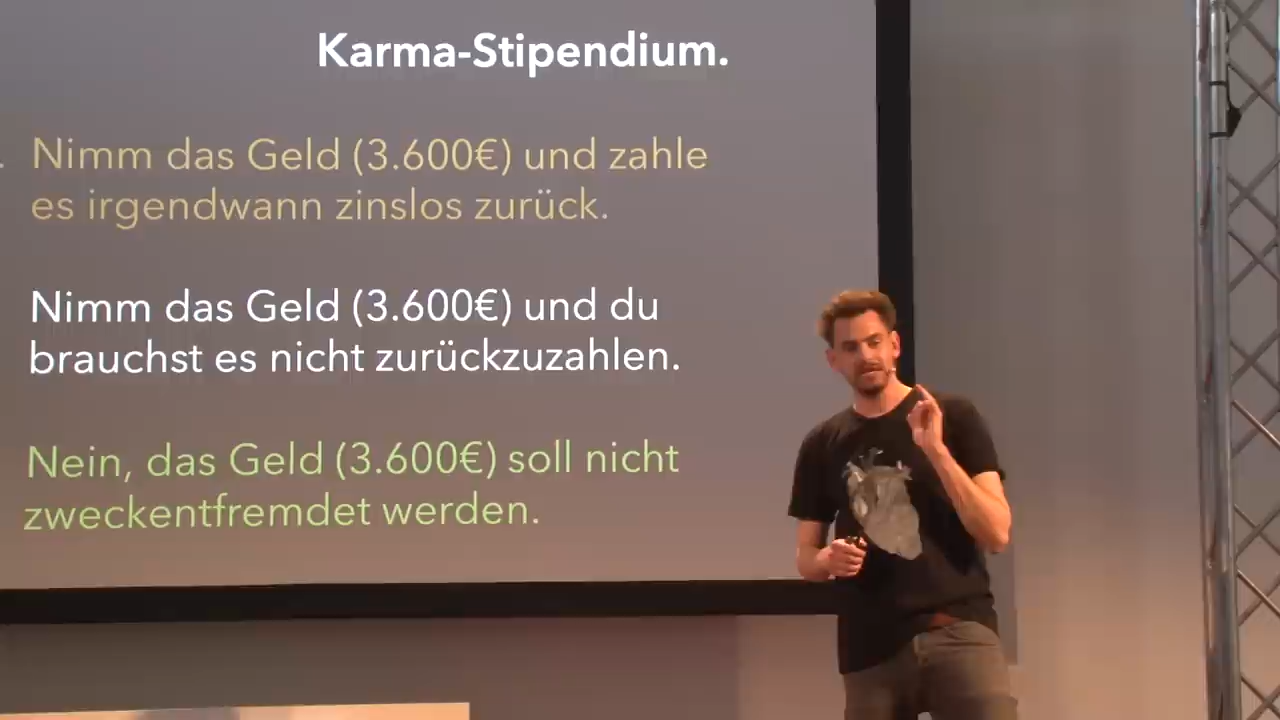 Karma-Stipendium.
Nimm das Geld (3.600€) und zahle
es irgendwann zinslos zurück.
Nimm das Geld (3.600€) und du
brauchst es nicht zurückzuzahlen.
Nein, das Geld (3.600€) soll nicht
zweckentfremdet werden.